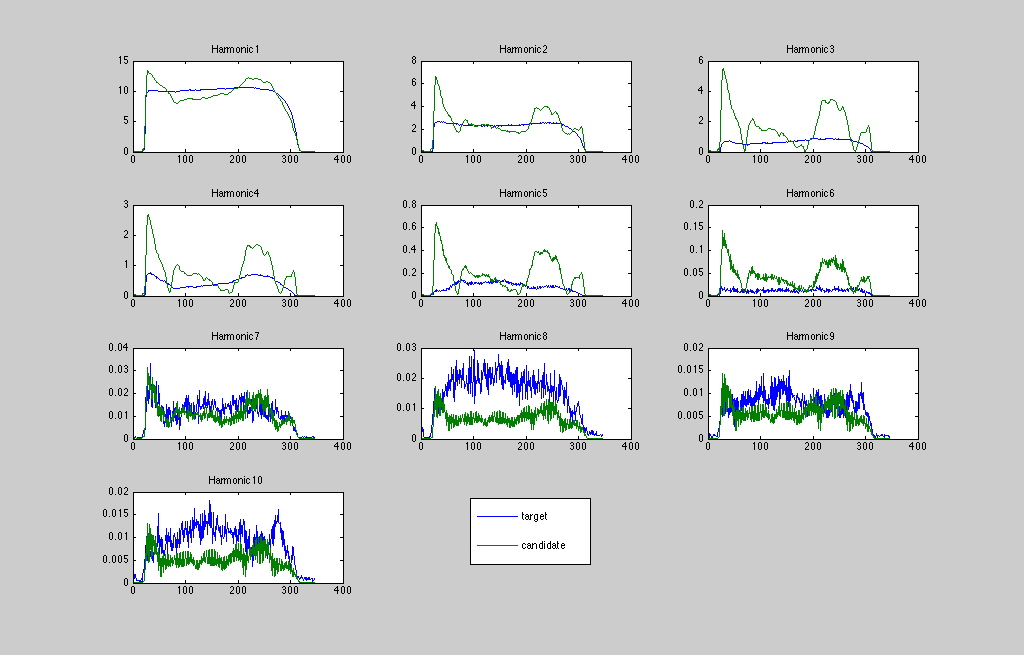 Harmonic1 Harmonic2 Harmonic3
15 8 6
10 6 4
5 4 2
0 2 0
0 100 200 300 400 0 0 100 200 300 400 0 100 200 300 400
Harmonic4 Harmonic5 Harmonic6
3 0.8 0.2
2 0.6 0.15
1 0.4 0.1
0 0.2 0.05
0 100 200 300 400 0 0 100 200 300 400 0 0 100 200 300 400
Harmonic7 Harmonic8 Harmonic9
0.04 0.03 0.02
0.03 0.02 0.015
0.02 0.01 0.01
0.01 0 0.005
0 0 100 200 300 400 0 100 200 300 400 0 0 100 200 300 400
Harmonic10
0.02
0.015
0.01
0.005
0
0 100 200 300 400
target
candidate